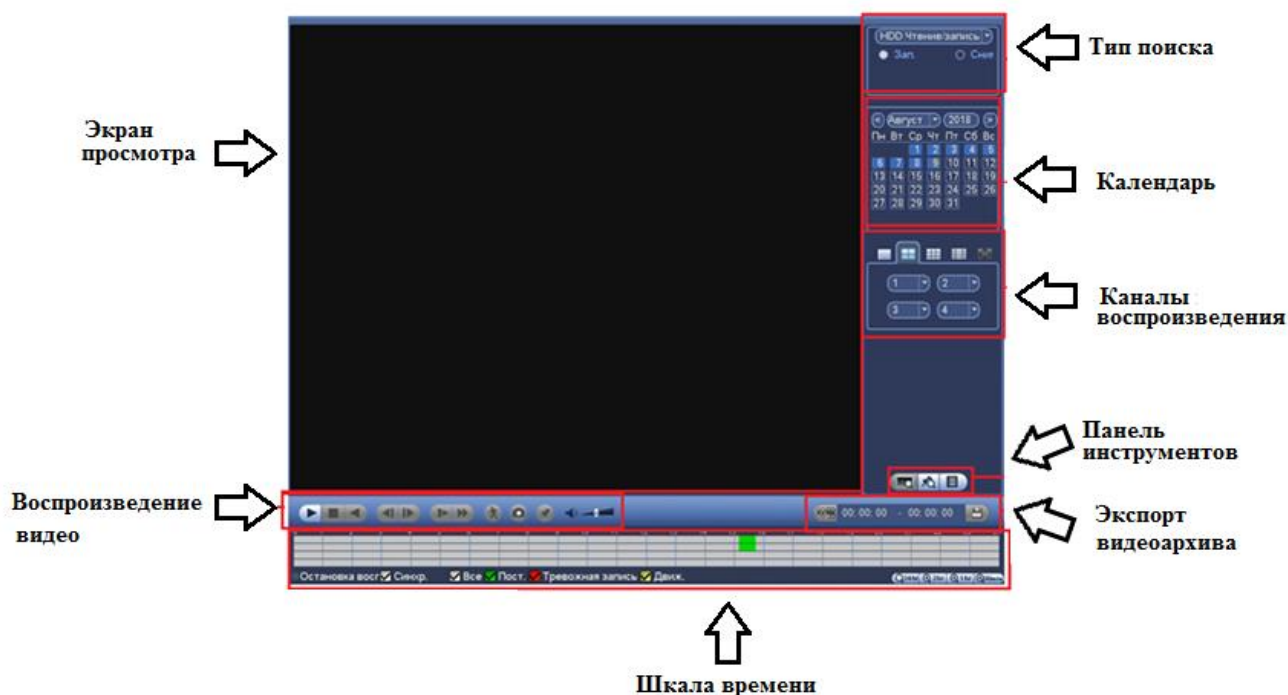 HDD Чтение/запись
Зап.
Тип поиска
Экран
просмотра
« Август 2018 »
Пн Вт Ср Чт Пт Сб Вс
1 2 3 4 5
6 7 8 9 10 11 12
13 14 15 16 17 18 19
20 21 22 23 24 25 26
27 28 29 30 31
Календарь
1 2
3 4
Каналы
воспроизведения
Панель
инструментов
Воспроизведение
видео
00: 00: 00 - 00: 00: 00
Экспорт
видеоархива
Остановка восп Синхр. Все Пост. Тревожная запись Движ.
Шкала времени